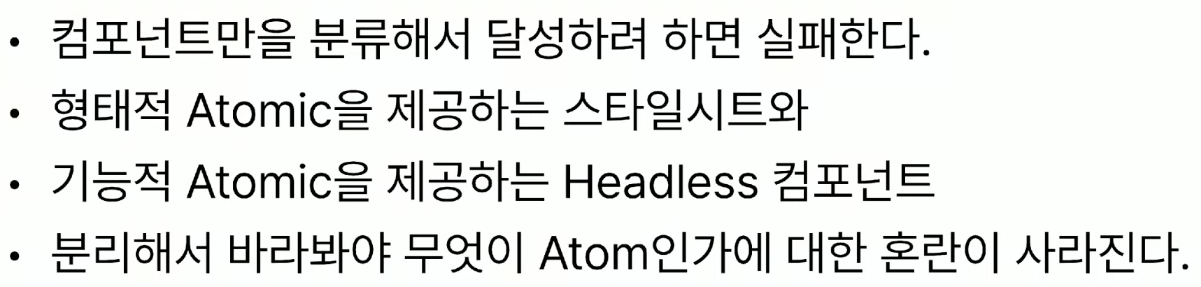 • 컴포넌트만을 분류해서 달성하려 하면 실패한다.
• 형태적 Atomic을 제공하는 스타일시트와
• 기능적 Atomic을 제공하는 Headless 컴포넌트
• 분리해서 바라봐야 무엇이 Atom인가에 대한 혼란이 사라진다.